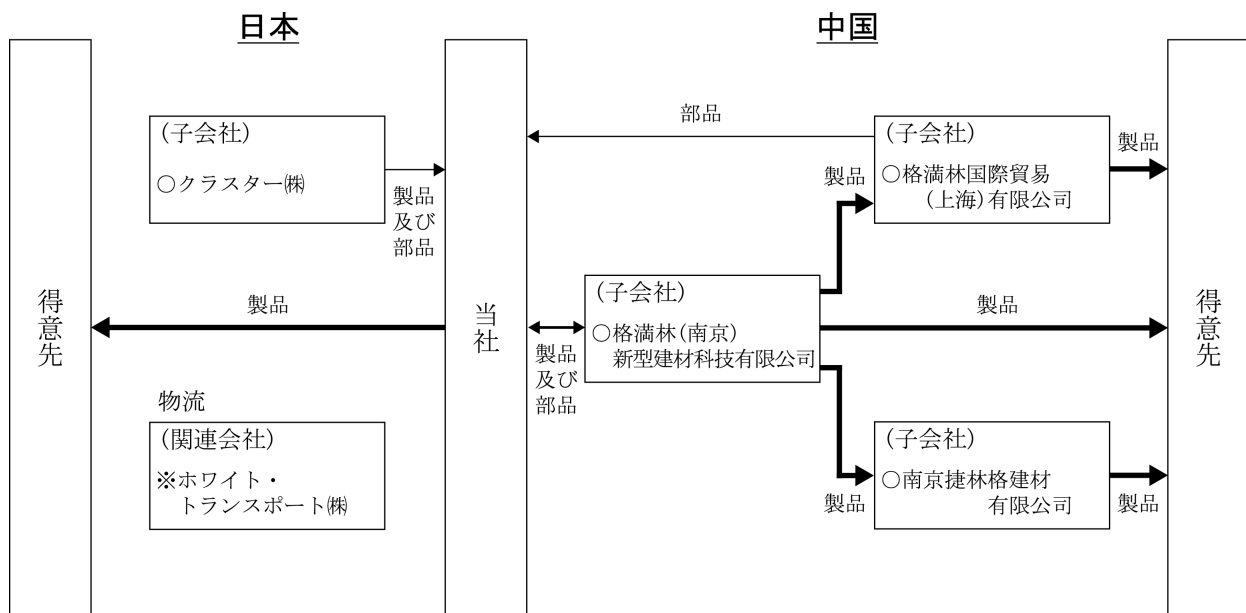 日本
中国
得意先
(子会社)
○クラスター㈱
製品
及び
部品
製品
物流
(関連会社)
※ホワイト・
トランスポート㈱
当社
部品
製品
及び
部品
(子会社)
○格満林(南京)
新型建材科技有限公司
製品
(子会社)
○格満林国際貿易
(上海)有限公司
製品
製品
製品
(子会社)
○南京捷林格建材
有限公司
製品
得意先